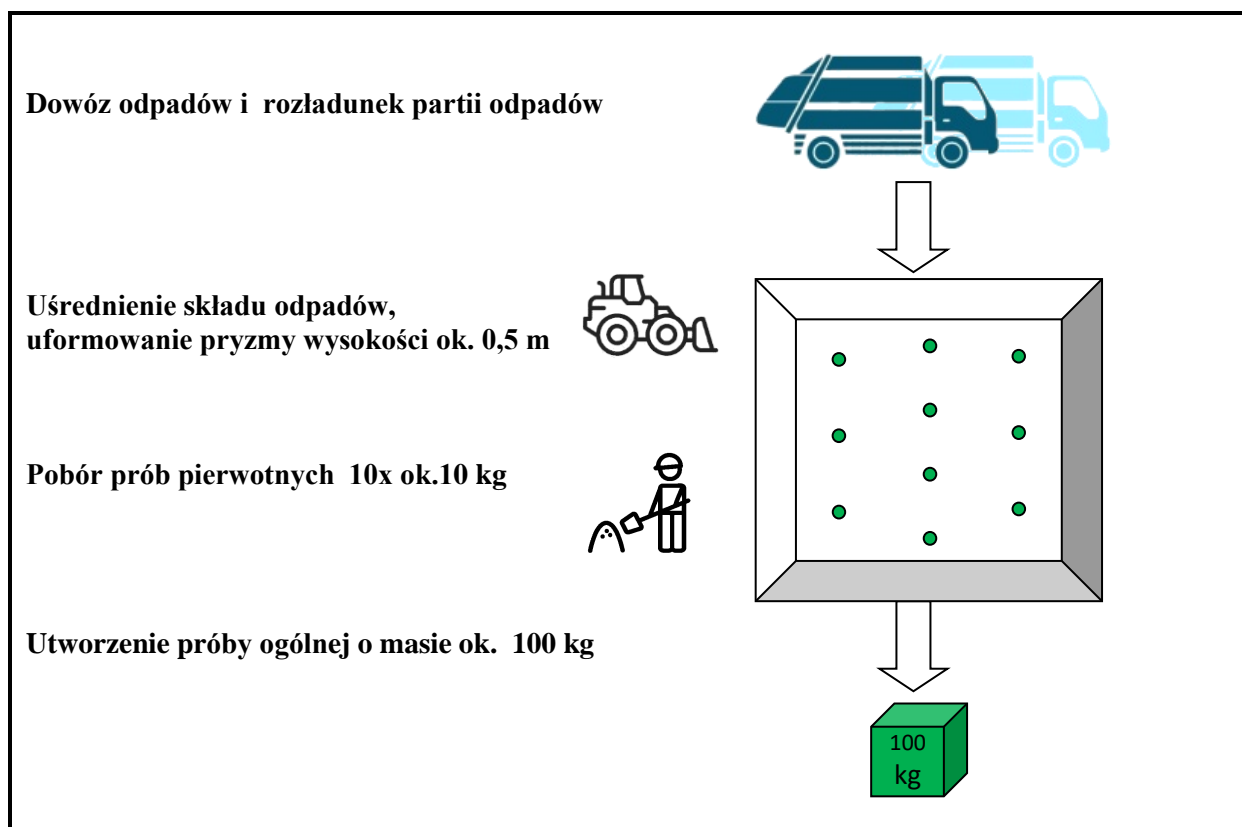 Dowóz odpadów i rozładunek partii odpadów
Uśrednienie składu odpadów,
uformowanie pryzmy wysokości ok. 0,5 m
Pobór prób pierwotnych 10x ok.10 kg
Utworzenie próby ogólnej o masie ok. 100 kg
100
kg